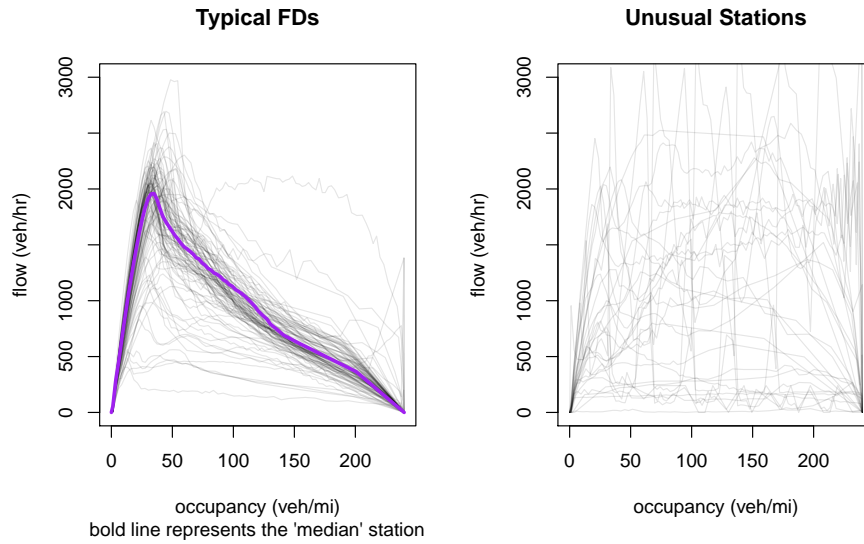 Typical FDs
3000
2000
1000
500
0
flow (veh/hr)
0 50 100 150 200
occupancy (veh/mi)
bold line represents the 'median' station
Unusual Stations
3000
2000
1000
500
0
flow (veh/hr)
0 50 100 150 200
occupancy (veh/mi)